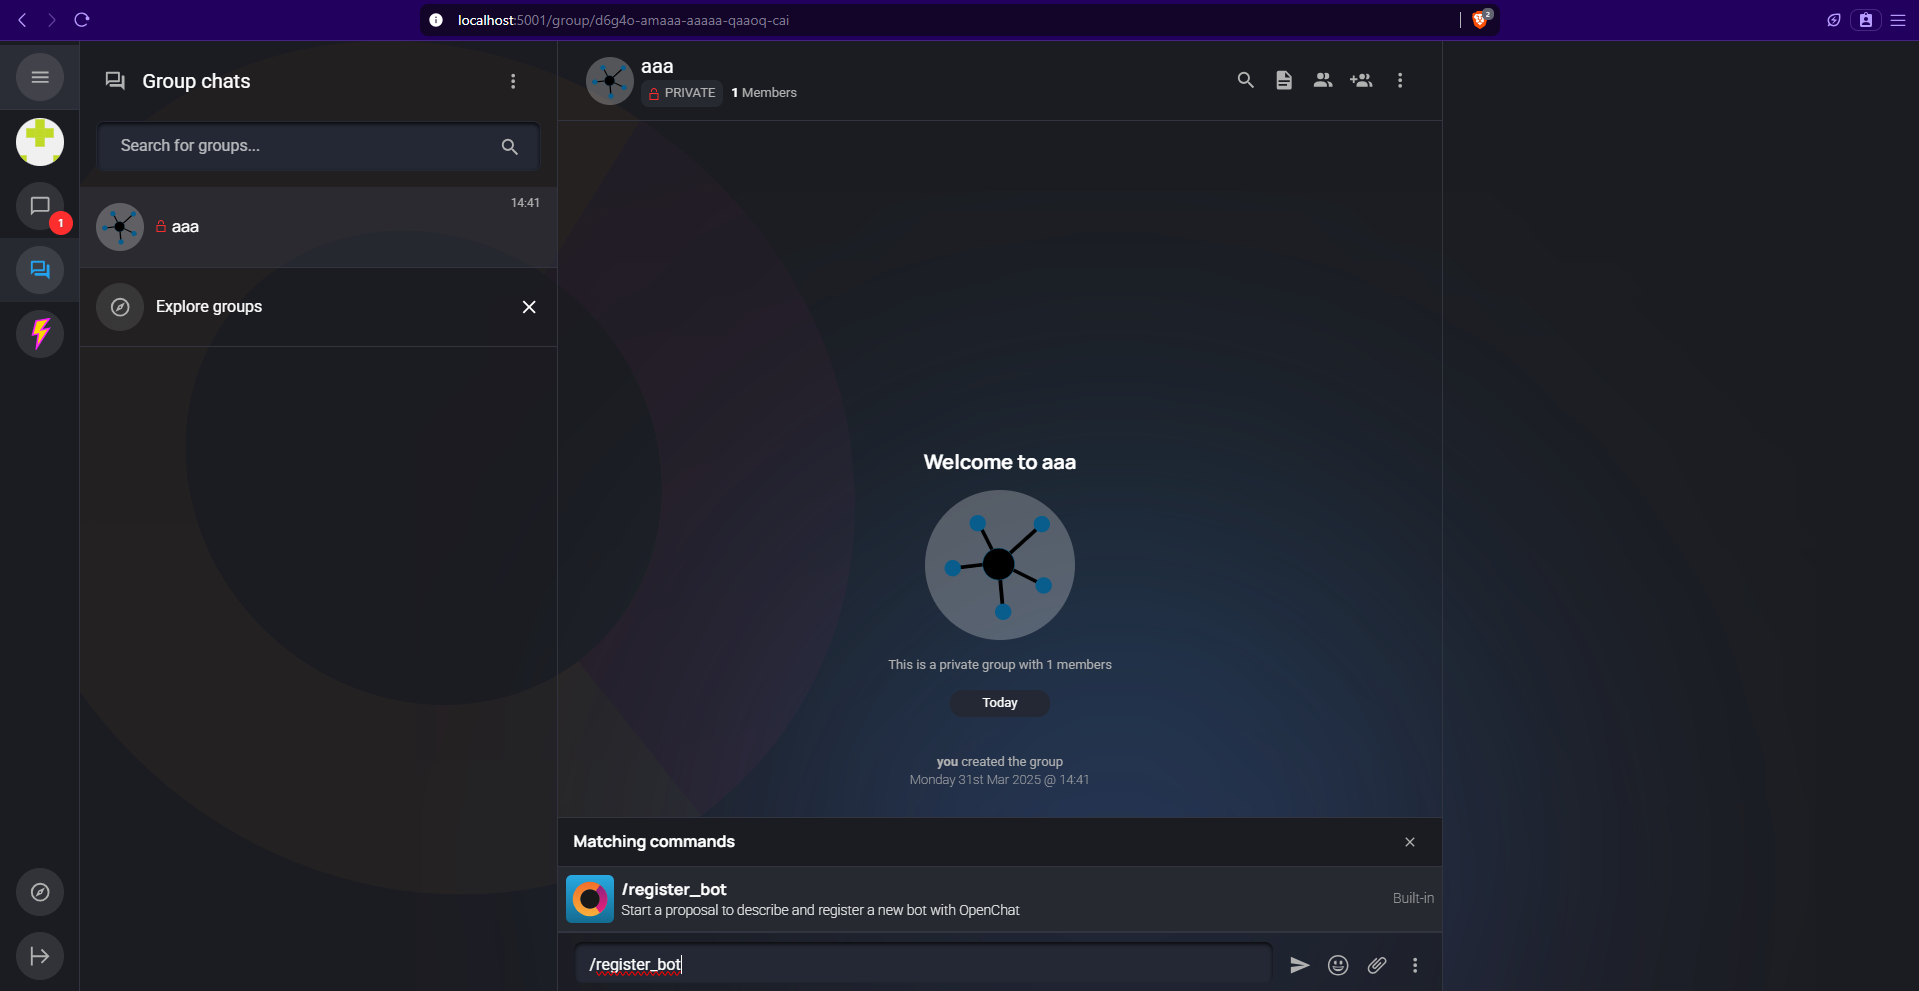 localhost:5001/group/d6g4o-amaaa-aaaaa-qaaoq-cai
2
Group chats
Search for groups...
14:41
aaa
Explore groups
1
aaa
PRIVATE 1 Members
Welcome to aaa
This is a private group with 1 members
Today
you created the group
Monday 31st Mar 2025 @ 14:41
Matching commands
/register_bot
Start a proposal to describe and register a new bot with OpenChat
Built-in
/register_bot